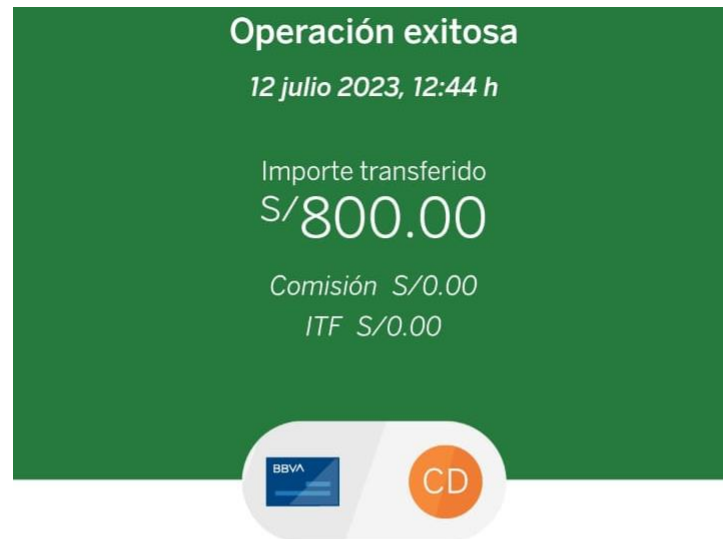 Operación exitosa
12 julio 2023, 12:44 h
Importe transferido
S/800.00
Comisión S/0.00
ITF S/0.00
BBVA
CD